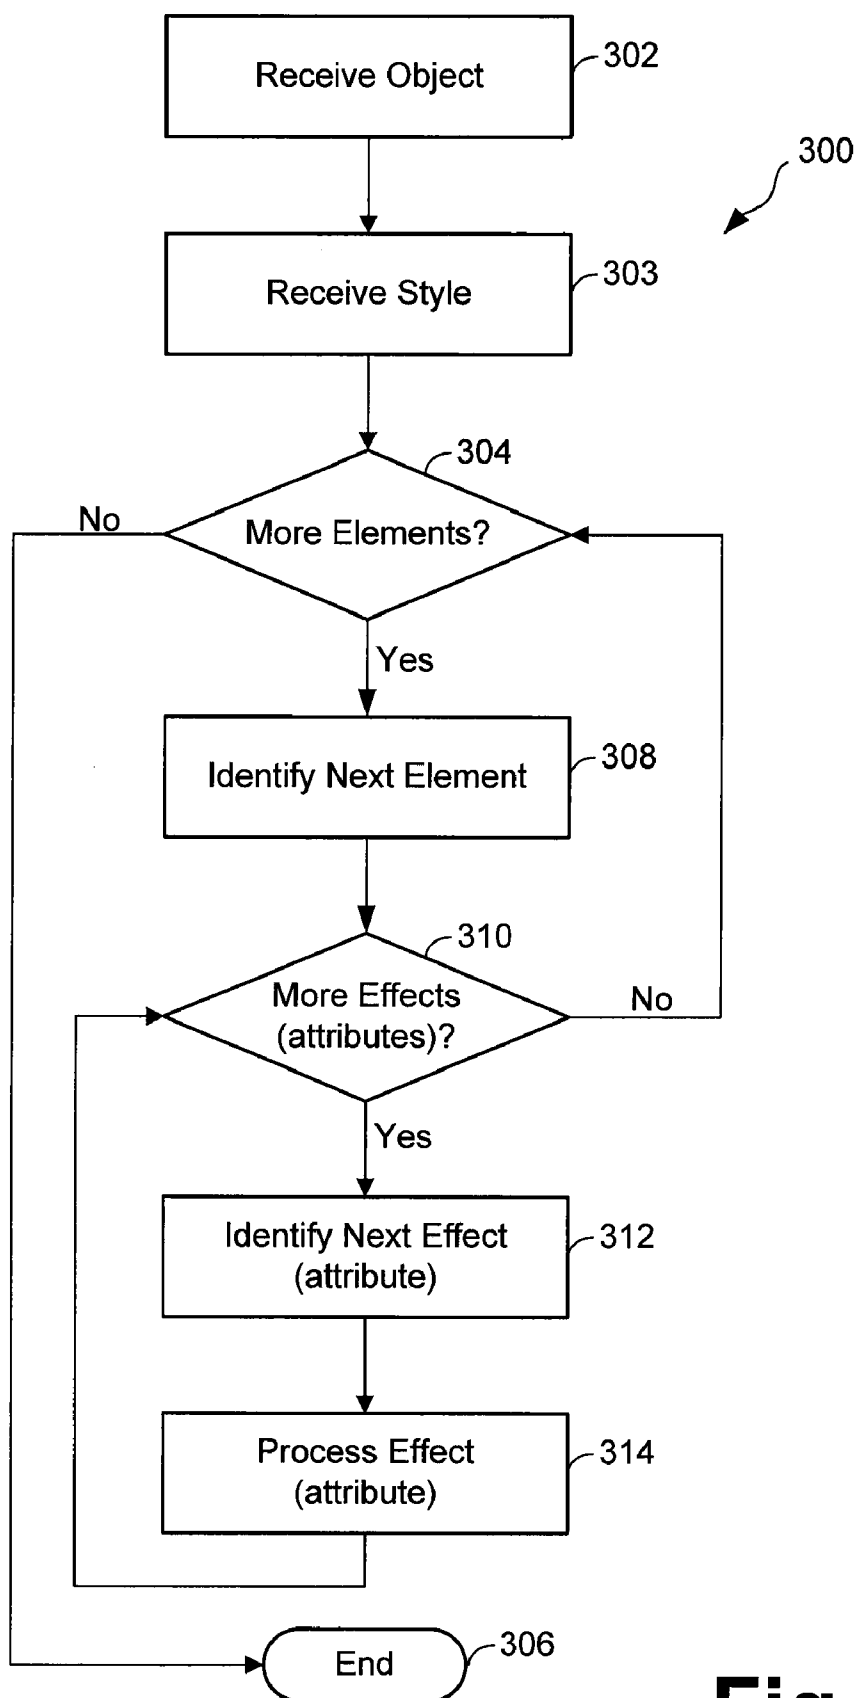 Receive Object
302
300
Receive Style
303
304
More Elements?
No
Yes
Identify Next Element
308
310
More Effects
(attributes)?
No
Yes
Identify Next Effect
(attribute)
312
Process Effect
(attribute)
314
End
306